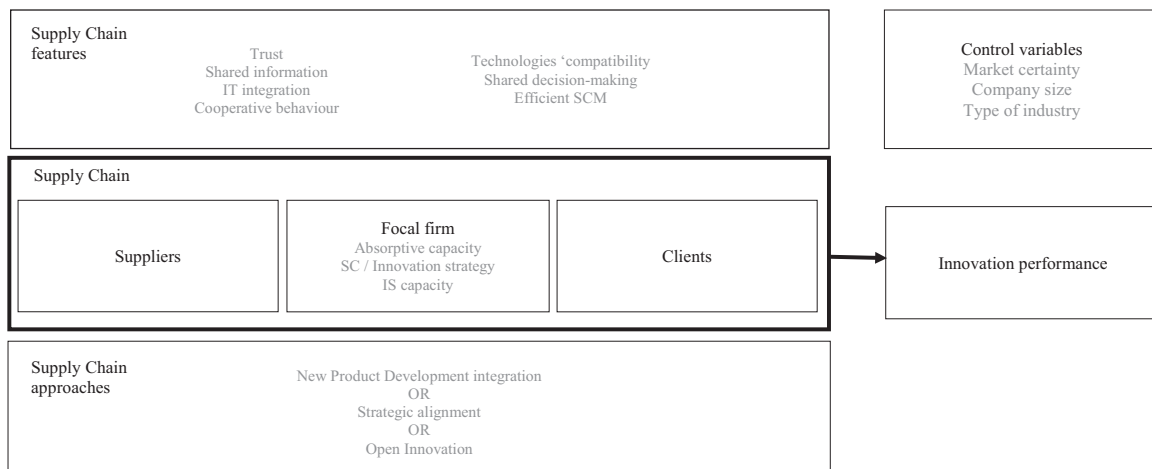 Supply Chain
features
Trust
Shared information
IT integration
Cooperative behaviour
Technologies ‘compatibility
Shared decision-making
Efficient SCM
Control variables
Market certainty
Company size
Type of industry
Supply Chain
Suppliers
Focal firm
Absorptive capacity
SC / Innovation strategy
IS capacity
Clients
Innovation performance
Supply Chain
approaches
New Product Development integration
OR
Strategic alignment
OR
Open Innovation